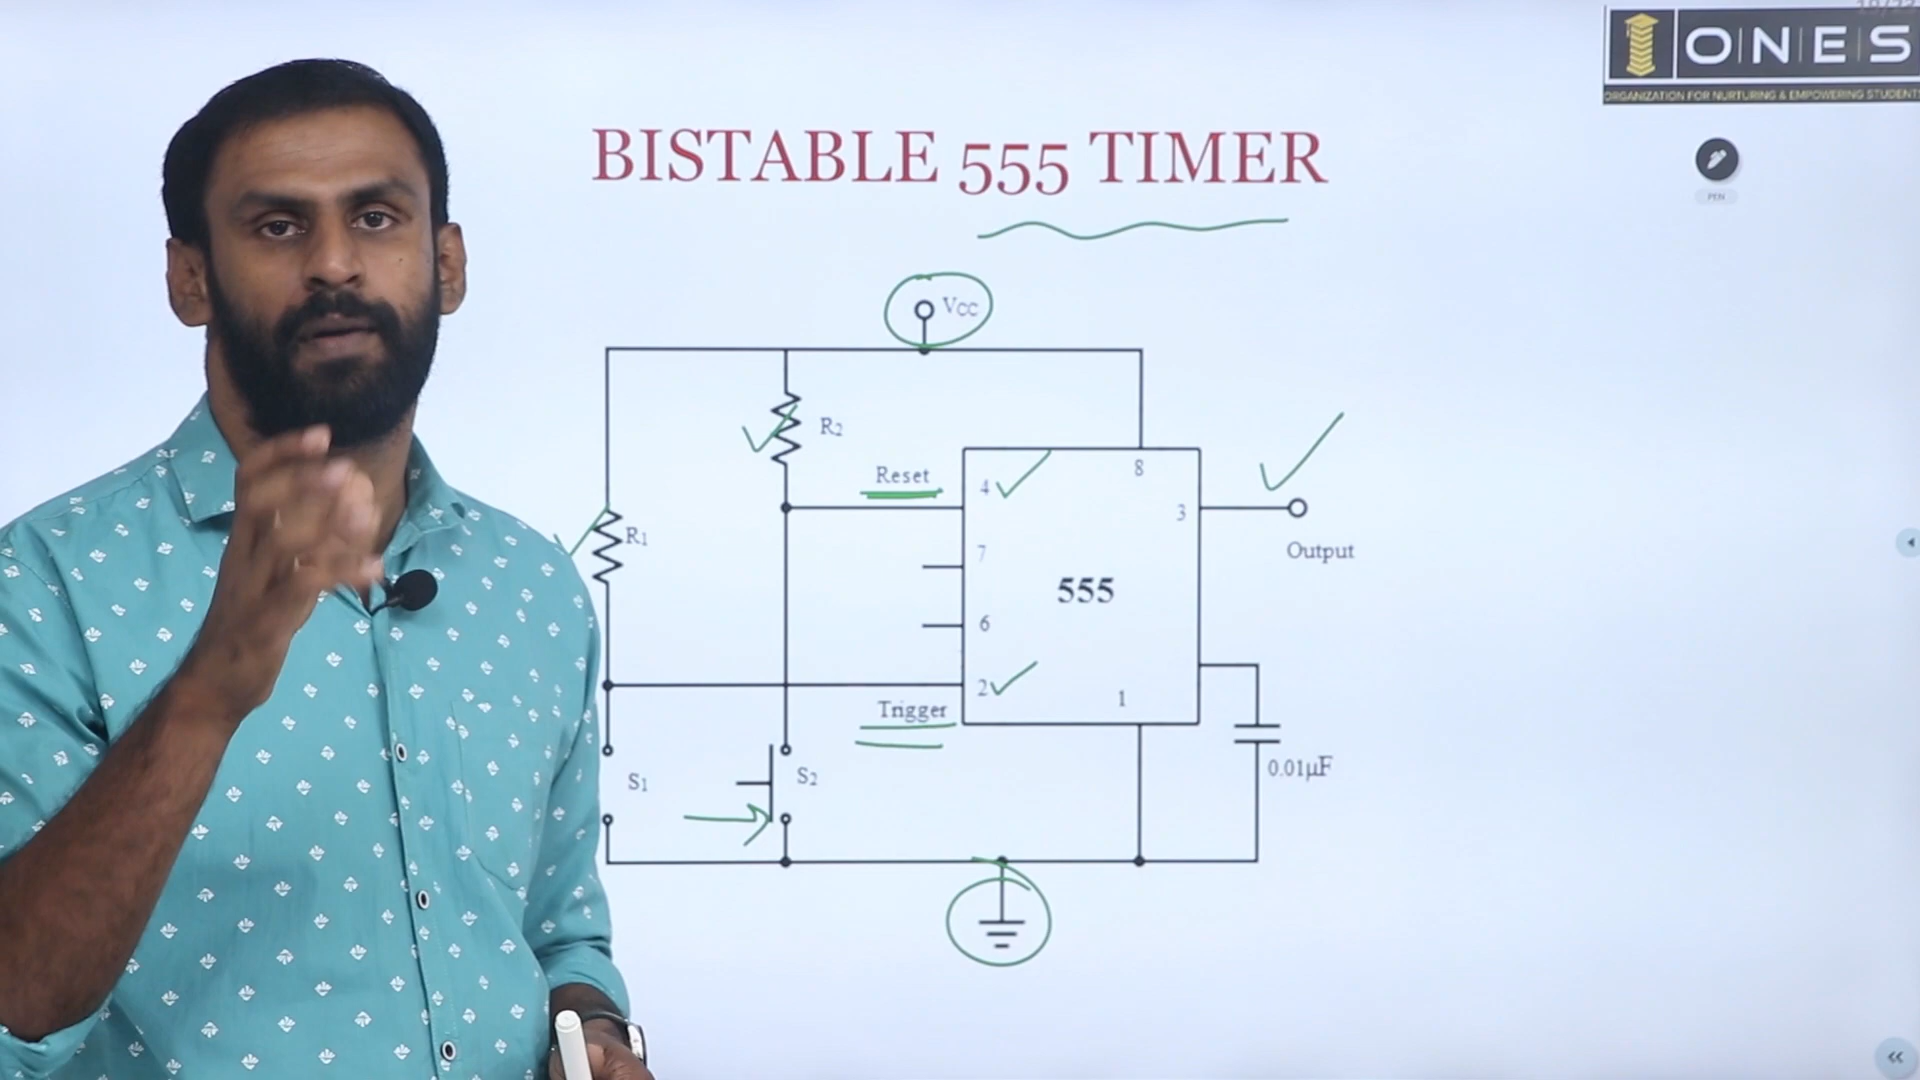 ONES
ORGANIZATION FOR NURTURING & EMPOWERING STUDENTS
BISTABLE 555 TIMER
PEN
Vcc
R2
Reset
4
8
R1
3
7
Output
555
6
2
1
Trigger
S1
S2
0.01µF